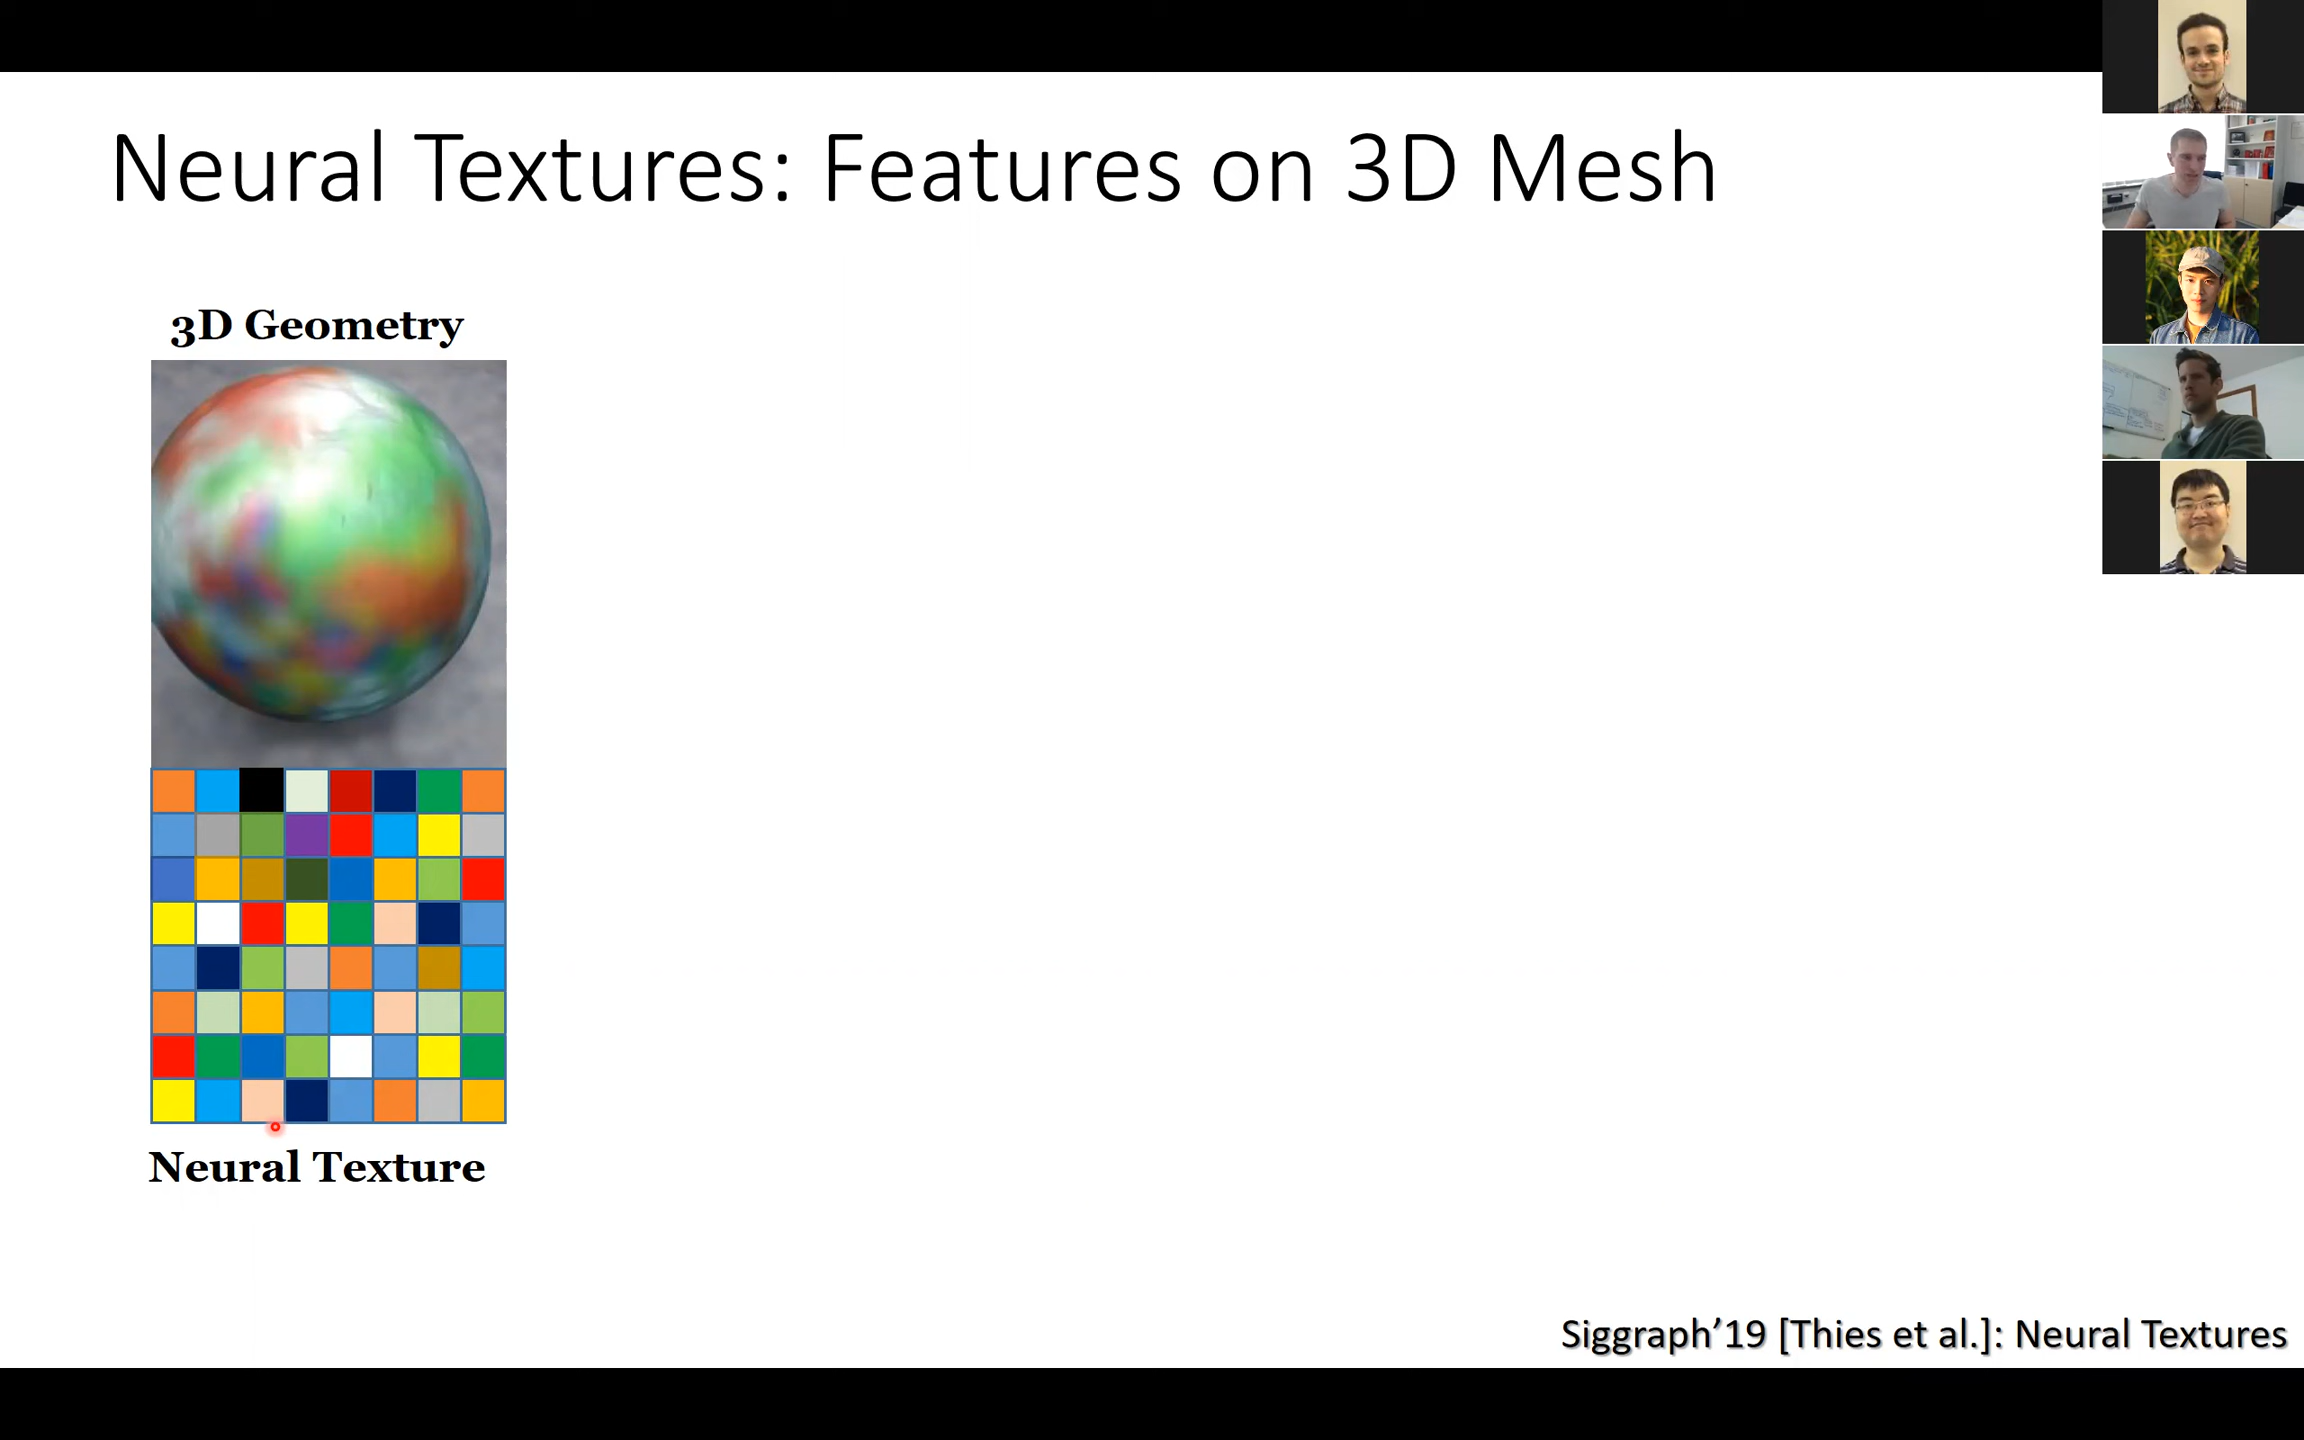 Neural Textures: Features on 3D Mesh
3D Geometry
Neural Texture
Siggraph’19 [Thies et al.]: Neural Textures